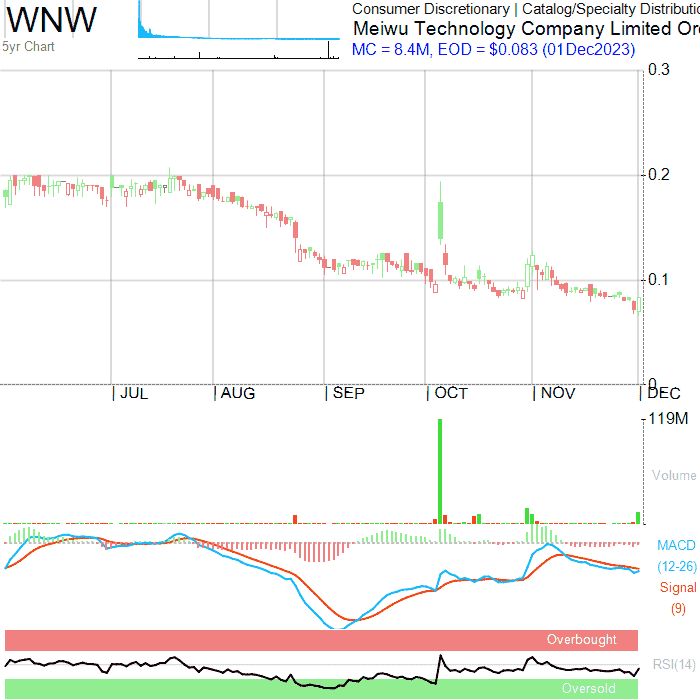 WNW
5yr Chart
Consumer Discretionary | Catalog/Specialty Distributio
Meiwu Technology Company Limited Or
MC = 8.4M, EOD = $0.083 (01Dec2023)
0.3
0.2
0.1
0
JUL AUG SEP OCT NOV DEC
119M
Volume
MACD
(12-26)
Signal
(9)
Overbought
RSI(14)
Oversold